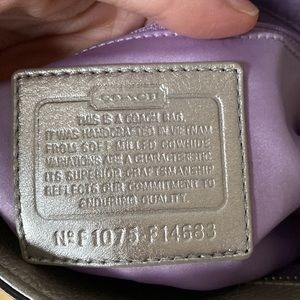 COACH
THIS IS A COACH BAG.
IT WAS HANDCRAFTED IN VIETNAM
FROM SOFT MILLED COWHIDE
VARIATIONS ARE A CHARACTERISTIC
ITS SUPERIOR CRAFTSMANSHIP
REFLECTS OUR COMMITMENT TO
ENDURING QUALITY.
Nº F1075-F14683